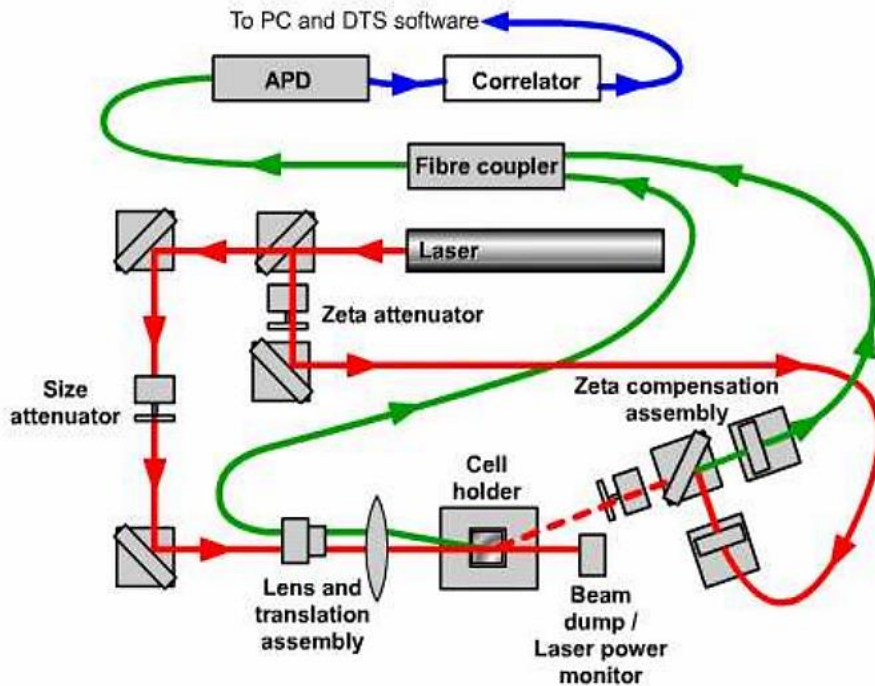 To PC and DTS software
APD
Correlator
Fibre coupler
Laser
Zeta attenuator
Size
attenuator
Zeta compensation
assembly
Cell
holder
Lens and
translation
assembly
Beam
dump /
Laser power
monitor